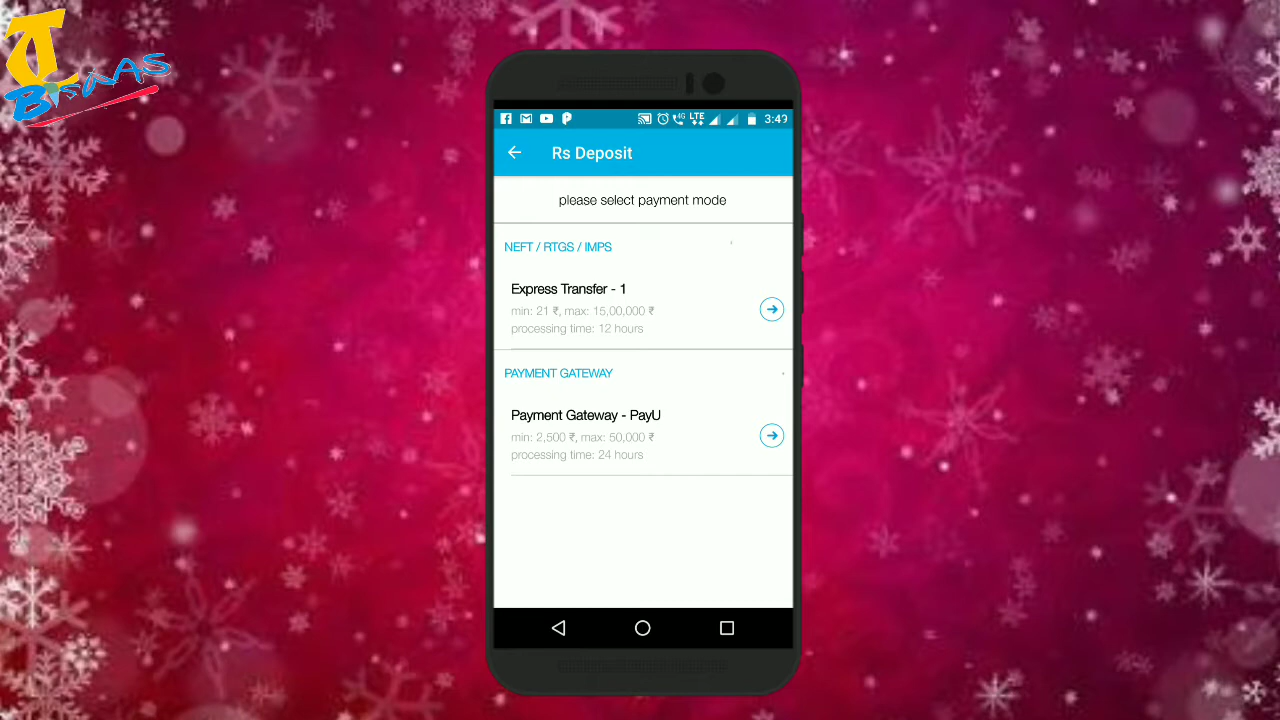 T
BiswAS
LTE
3:49
Rs Deposit
please select payment mode
NEFT / RTGS / IMPS
Express Transfer - 1
min: 21 ₹, max: 15,00,000 ₹
processing time: 12 hours
PAYMENT GATEWAY
Payment Gateway - PayU
min: 2,500 ₹, max: 50,000 ₹
processing time: 24 hours